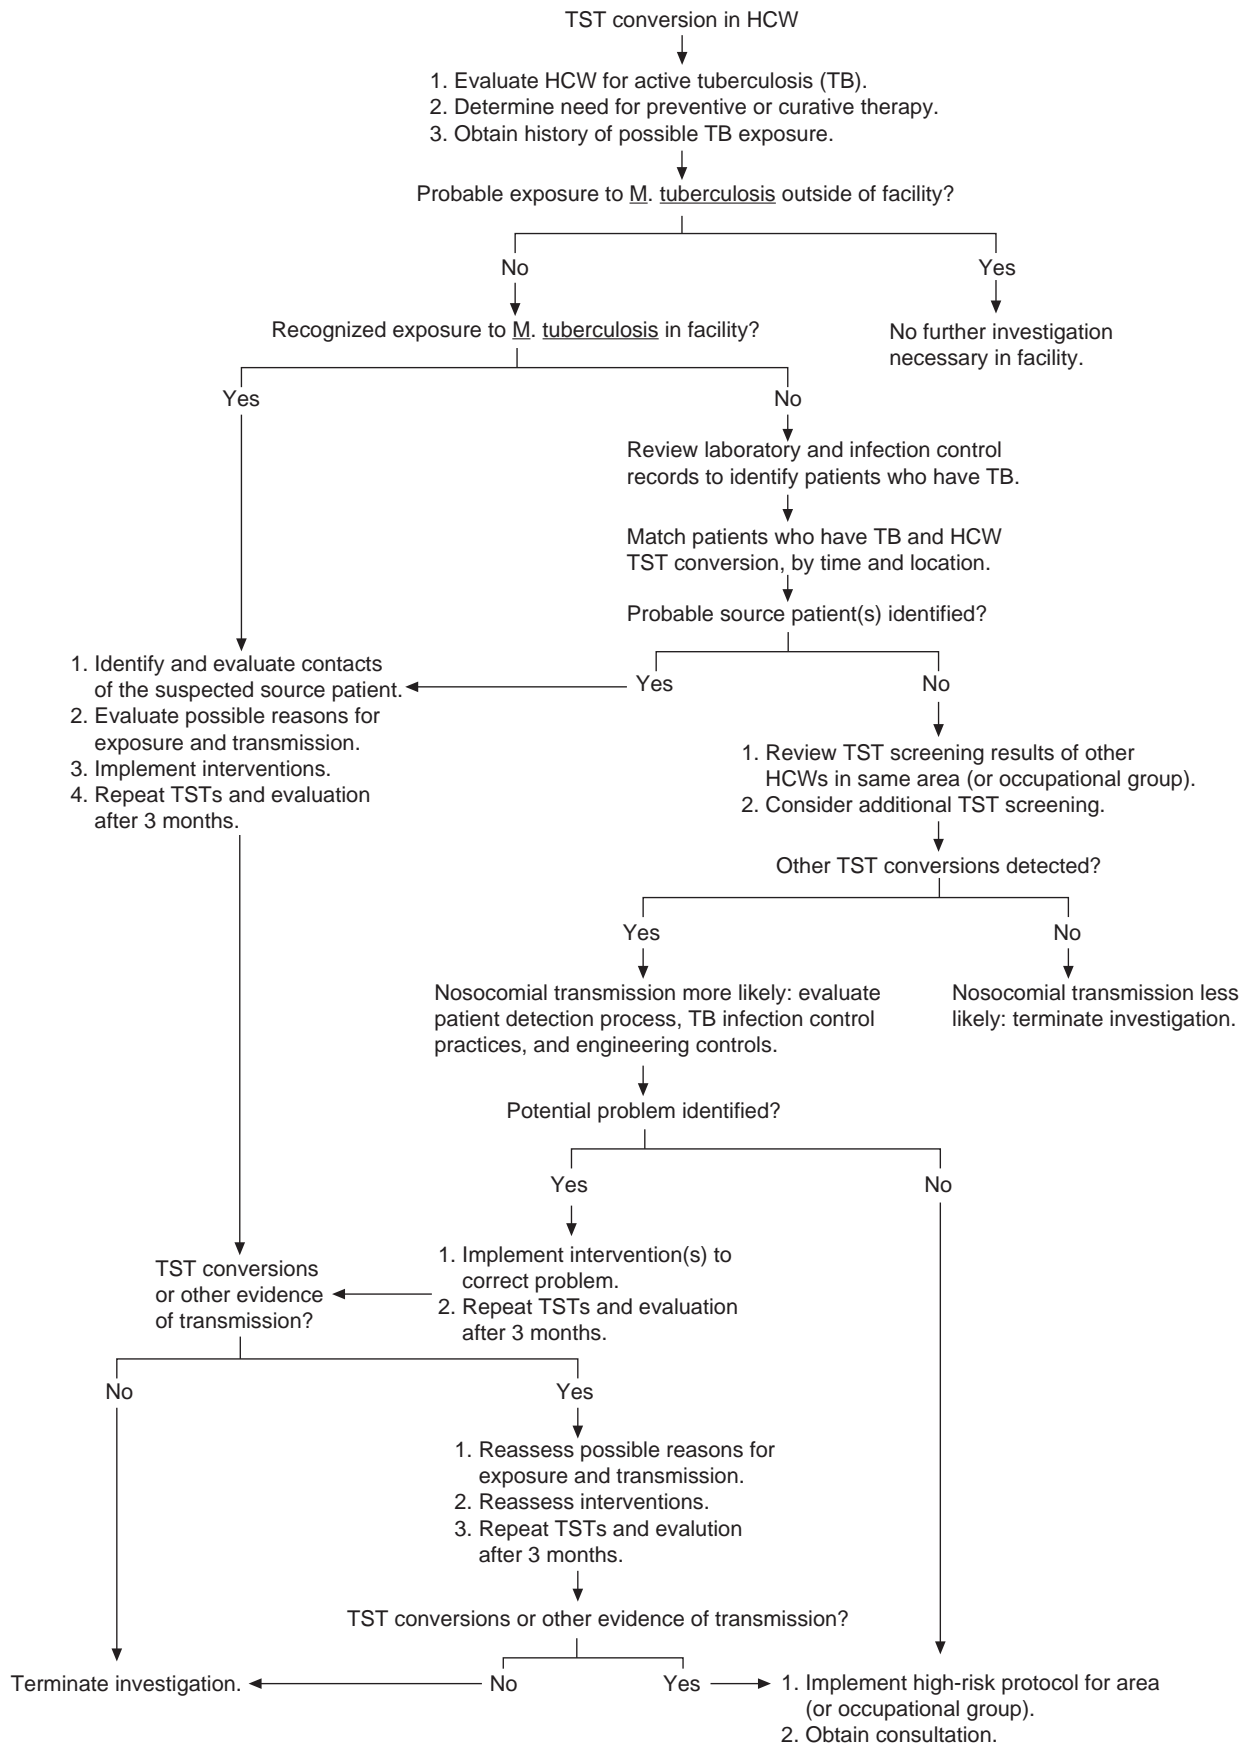 TST conversion in HCW
1. Evaluate HCW for active tuberculosis (TB).
2. Determine need for preventive or curative therapy.
3. Obtain history of possible TB exposure.
Probable exposure to M. tuberculosis outside of facility?
No
Yes
Recognized exposure to M. tuberculosis in facility?
No further investigation
necessary in facility.
Yes
No
Review laboratory and infection control
records to identify patients who have TB.
Match patients who have TB and HCW
TST conversion, by time and location.
Probable source patient(s) identified?
1. Identify and evaluate contacts
of the suspected source patient.
2. Evaluate possible reasons for
exposure and transmission.
3. Implement interventions.
4. Repeat TSTs and evaluation
after 3 months.
Yes
No
1. Review TST screening results of other
HCWs in same area (or occupational group).
2. Consider additional TST screening.
Other TST conversions detected?
Yes
No
Nosocomial transmission more likely: evaluate
patient detection process, TB infection control
practices, and engineering controls.
Nosocomial transmission less
likely: terminate investigation.
Potential problem identified?
Yes
No
1. Implement intervention(s) to
correct problem.
2. Repeat TSTs and evaluation
after 3 months.
TST conversions
or other evidence
of transmission?
No
Yes
1. Reassess possible reasons for
exposure and transmission.
2. Reassess interventions.
3. Repeat TSTs and evalution
after 3 months.
TST conversions or other evidence of transmission?
Terminate investigation.
No
Yes
1. Implement high-risk protocol for area
(or occupational group).
2. Obtain consultation.